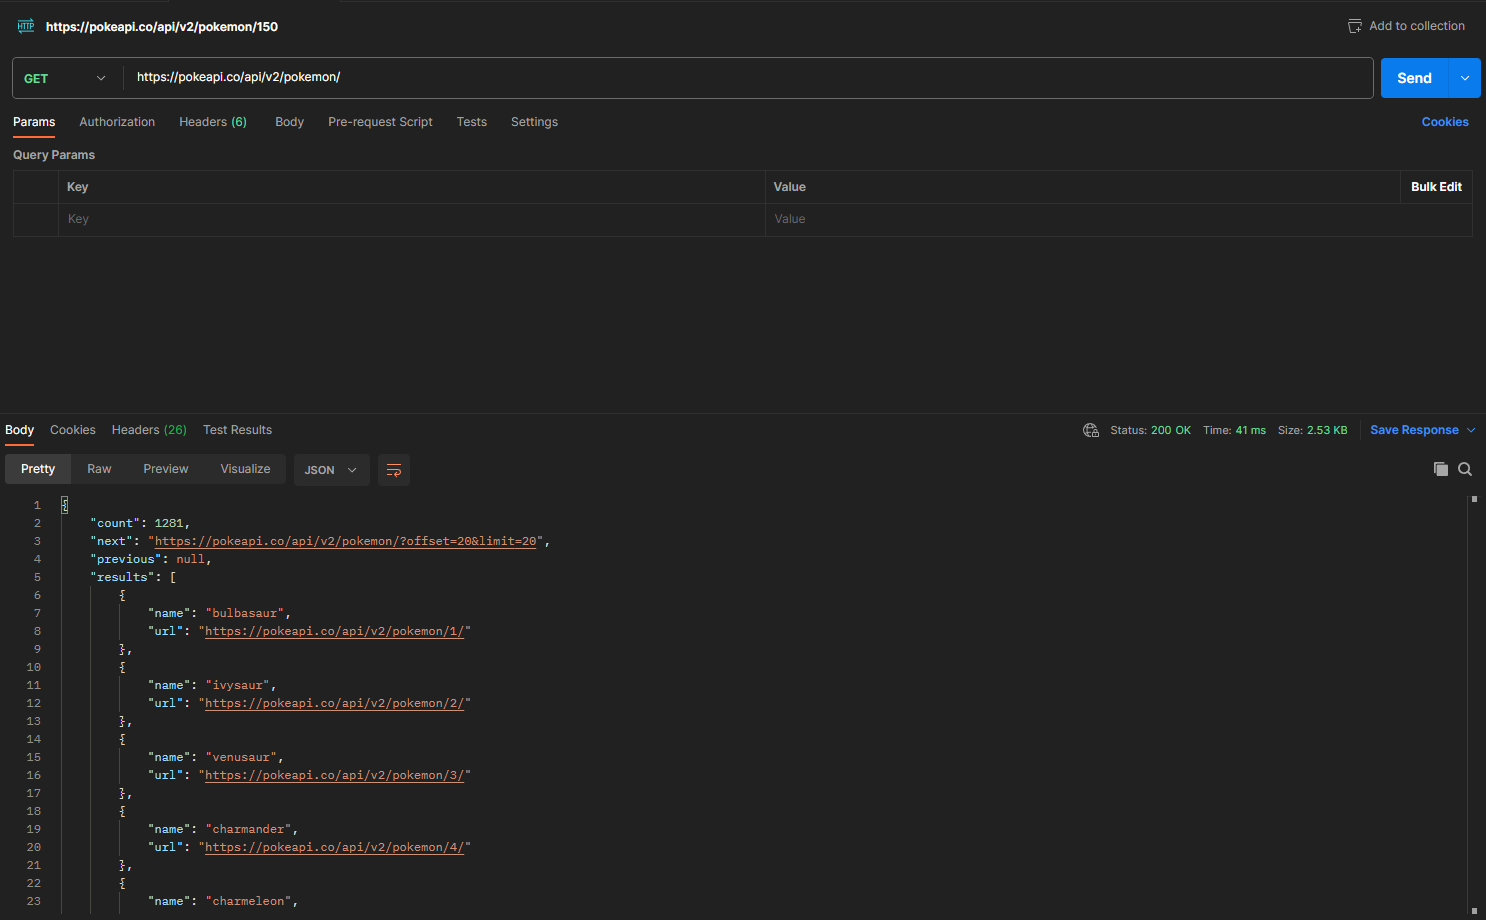 HTTP https://pokeapi.co/api/v2/pokemon/150 Add to collection
GET https://pokeapi.co/api/v2/pokemon/ Send
Params Authorization Headers (6) Body Pre-request Script Tests Settings Cookies
Query Params
Key Value Bulk Edit
Key Value
Body Cookies Headers (26) Test Results Status: 200 OK Time: 41 ms Size: 2.53 KB Save Response
Pretty Raw Preview Visualize JSON
1 {
2 "count": 1281,
3 "next": "https://pokeapi.co/api/v2/pokemon/?offset=20&limit=20",
4 "previous": null,
5 "results": [
6 {
7 "name": "bulbasaur",
8 "url": "https://pokeapi.co/api/v2/pokemon/1/"
9 },
10 {
11 "name": "ivysaur",
12 "url": "https://pokeapi.co/api/v2/pokemon/2/"
13 },
14 {
15 "name": "venusaur",
16 "url": "https://pokeapi.co/api/v2/pokemon/3/"
17 },
18 {
19 "name": "charmander",
20 "url": "https://pokeapi.co/api/v2/pokemon/4/"
21 },
22 {
23 "name": "charmeleon",